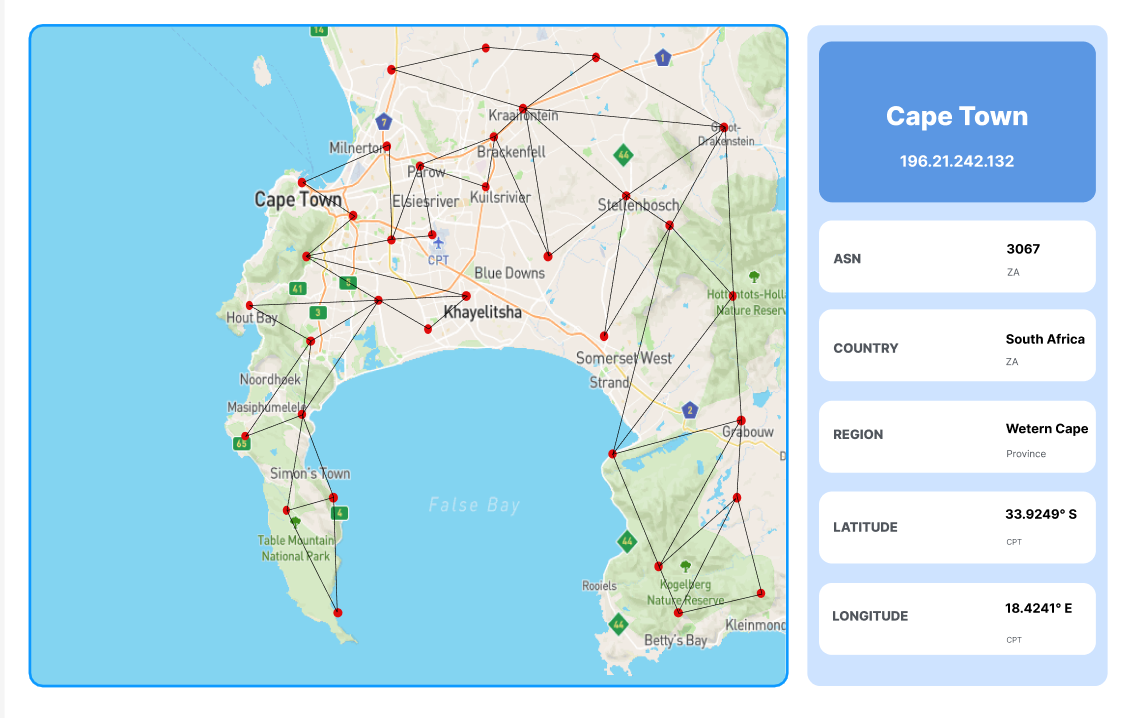 14
1
Kraaifontein
7
Groot-
Drakenstein
Milnerton
Brackenfell
44
Parow
Kuilsrivier
Cape Town
Elsiesriver
Stellenbosch
CPT
Blue Downs
41
Hottentots-Holla
Nature Reserv
3
Hout Bay
Khayelitsha
Somerset West
Noordhoek
Strand
Masiphumelele
2
65
Grabouw
D
Simon's Town
False Bay
4
Table Mountain
National Park
44
Rooiels
Kogelberg
Nature Reserve
44
Kleinmond
Betty's Bay
Cape Town
196.21.242.132
ASN
3067
ZA
COUNTRY
South Africa
ZA
REGION
Wetern Cape
Province
LATITUDE
33.9249° S
CPT
LONGITUDE
18.4241° E
CPT